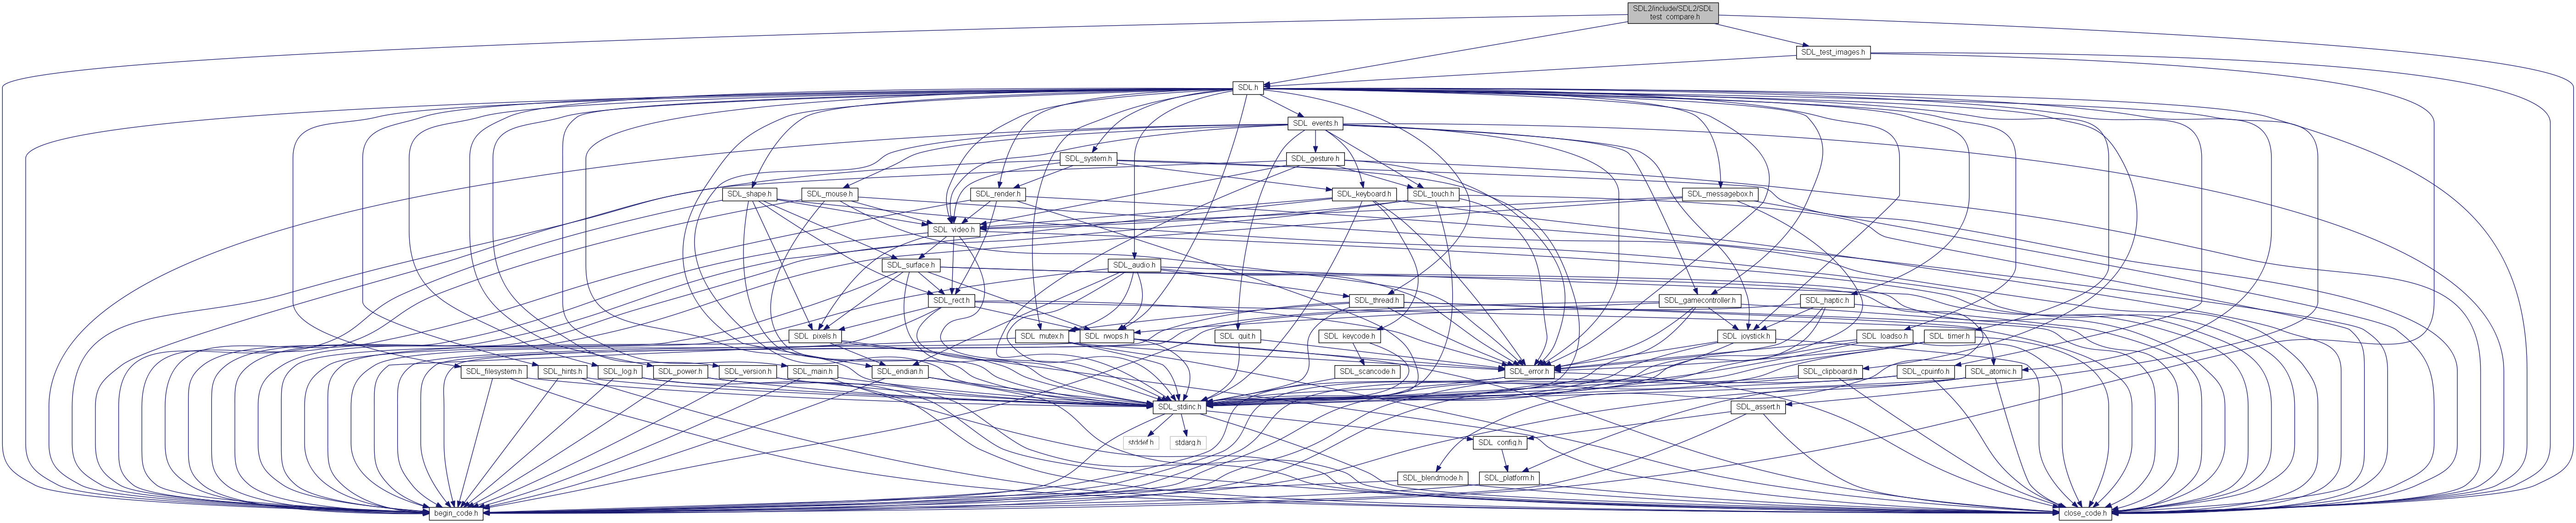 SDL2/include/SDL2/SDL
_test_compare.h
SDL_test_images.h
SDL.h
SDL_events.h
SDL_system.h
SDL_gesture.h
SDL_shape.h
SDL_mouse.h
SDL_render.h
SDL_keyboard.h
SDL_touch.h
SDL_messagebox.h
SDL_video.h
SDL_surface.h
SDL_audio.h
SDL_rect.h
SDL_thread.h
SDL_gamecontroller.h
SDL_haptic.h
SDL_pixels.h
SDL_mutex.h
SDL_rwops.h
SDL_quit.h
SDL_keycode.h
SDL_joystick.h
SDL_loadso.h
SDL_timer.h
SDL_filesystem.h
SDL_hints.h
SDL_log.h
SDL_power.h
SDL_version.h
SDL_main.h
SDL_endian.h
SDL_scancode.h
SDL_error.h
SDL_clipboard.h
SDL_cpuinfo.h
SDL_atomic.h
SDL_stdinc.h
SDL_assert.h
stddef.h
stdarg.h
SDL_config.h
SDL_blendmode.h
SDL_platform.h
begin_code.h
close_code.h